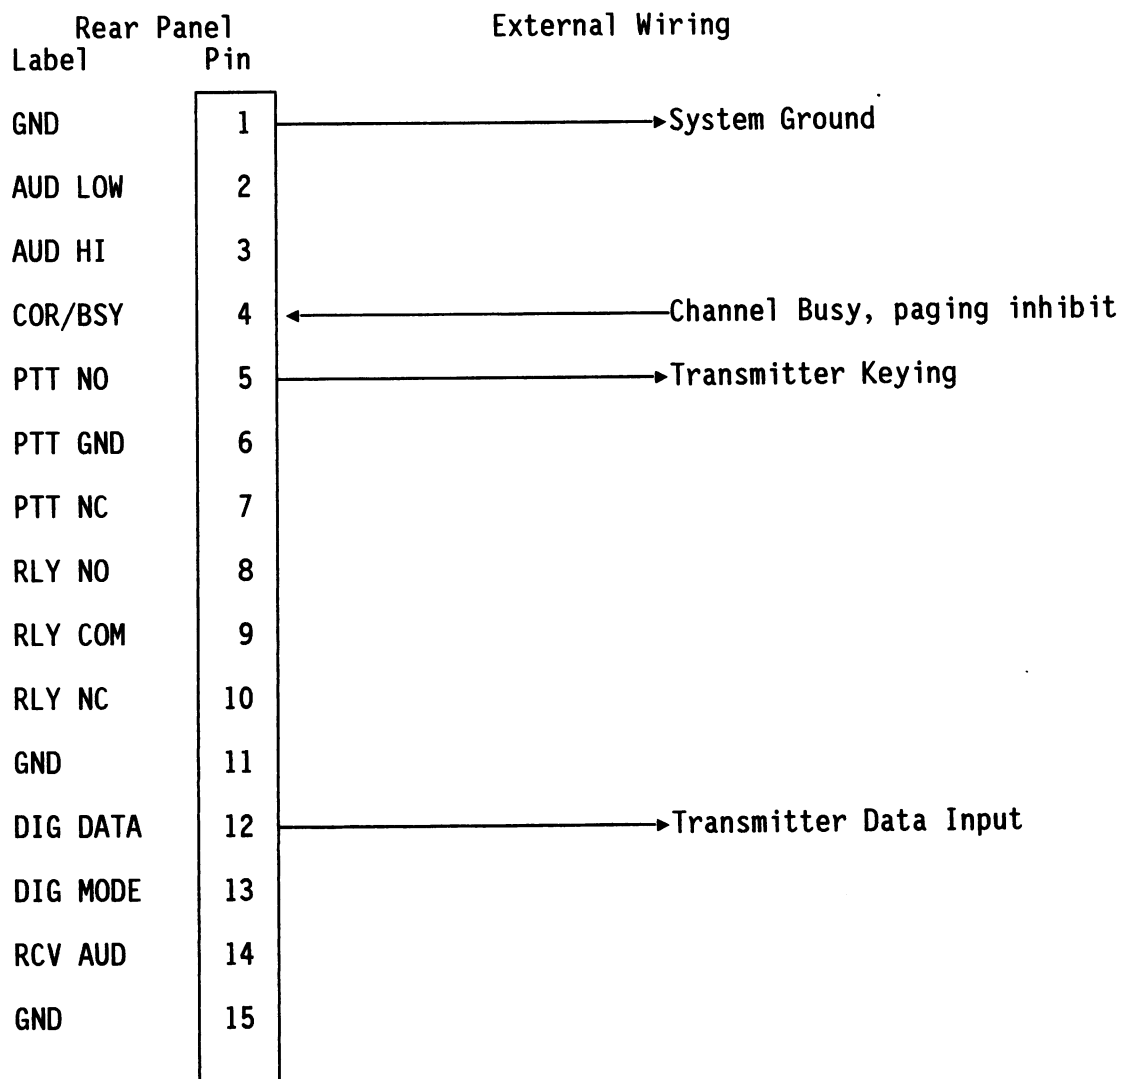 Rear Panel External Wiring
Label Pin
GND 1 System Ground
AUD LOW 2
AUD HI 3
COR/BSY 4 Channel Busy, paging inhibit
PTT NO 5 Transmitter Keying
PTT GND 6
PTT NC 7
RLY NO 8
RLY COM 9
RLY NC 10
GND 11
DIG DATA 12 Transmitter Data Input
DIG MODE 13
RCV AUD 14
GND 15